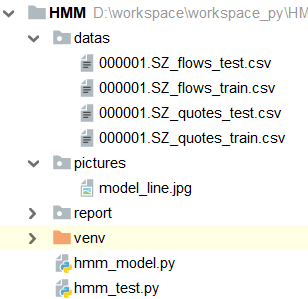 HMM D:\workspace\workspace_py\HM
datas
000001.SZ_flows_test.csv
000001.SZ_flows_train.csv
000001.SZ_quotes_test.csv
000001.SZ_quotes_train.csv
pictures
model_line.jpg
report
venv
hmm_model.py
hmm_test.py